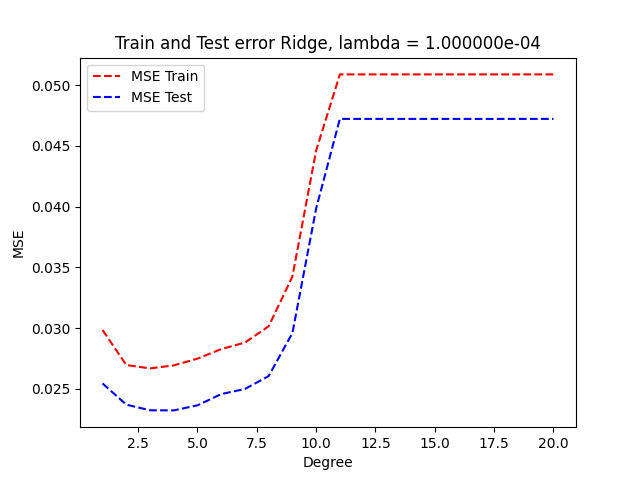 Train and Test error Ridge, lambda = 1.000000e-04
MSE Train
MSE Test
0.050
0.045
0.040
0.035
0.030
0.025
MSE
2.5 5.0 7.5 10.0 12.5 15.0 17.5 20.0
Degree